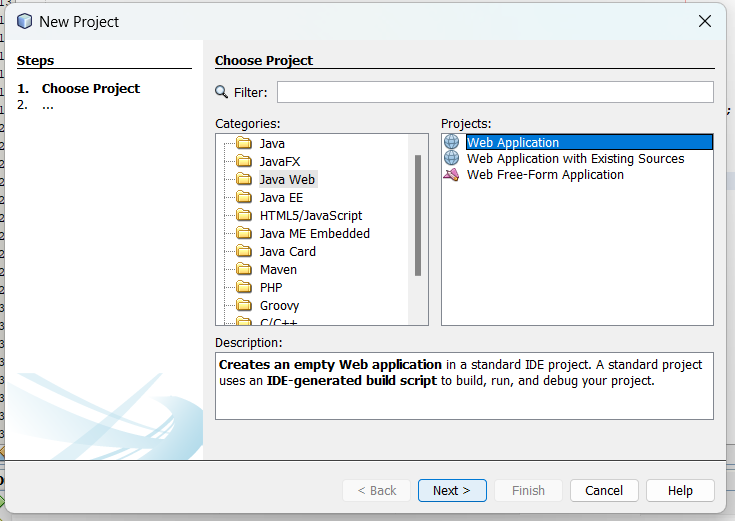 New Project
Steps
1. Choose Project
2. ...
Choose Project
Filter:
Categories:
Java
JavaFX
Java Web
Java EE
HTML5/JavaScript
Java ME Embedded
Java Card
Maven
PHP
Groovy
C/C++
Projects:
Web Application
Web Application with Existing Sources
Web Free-Form Application
Description:
Creates an empty Web application in a standard IDE project. A standard project
uses an IDE-generated build script to build, run, and debug your project.
< Back
Next >
Finish
Cancel
Help